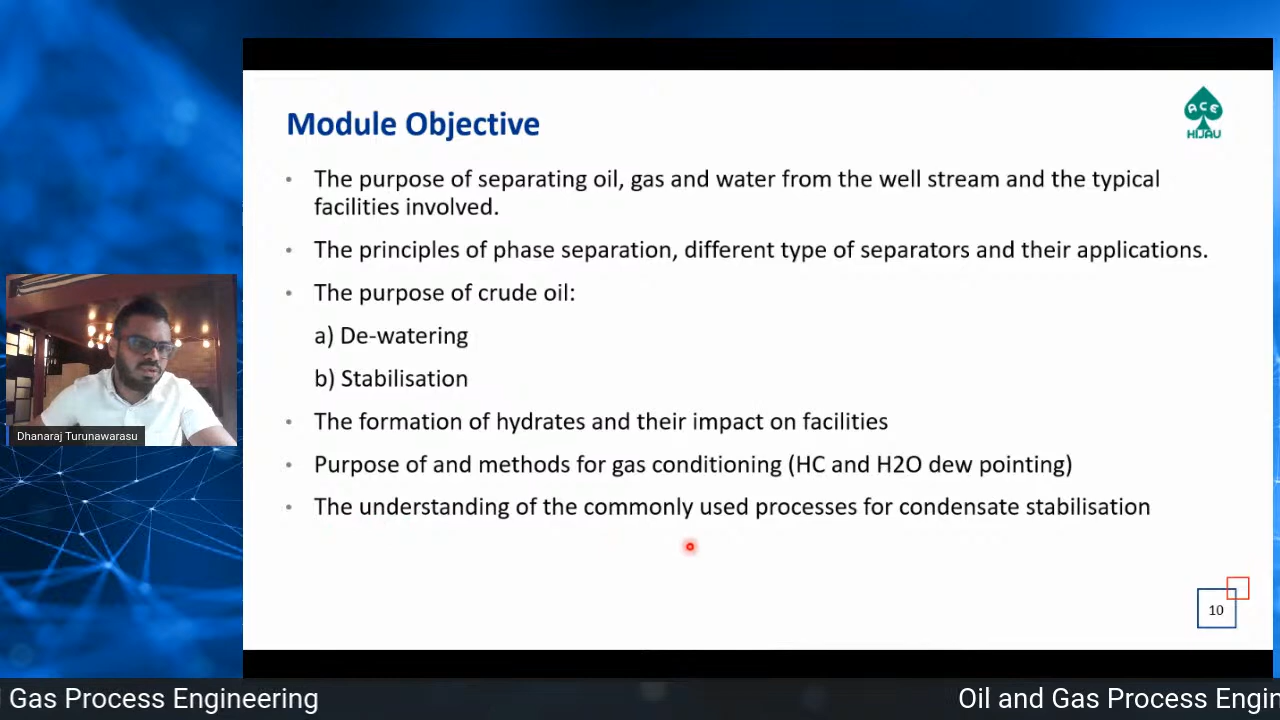 Module Objective
ACE
HIJAU
• The purpose of separating oil, gas and water from the well stream and the typical
facilities involved.
• The principles of phase separation, different type of separators and their applications.
• The purpose of crude oil:
a) De-watering
b) Stabilisation
• The formation of hydrates and their impact on facilities
• Purpose of and methods for gas conditioning (HC and H2O dew pointing)
• The understanding of the commonly used processes for condensate stabilisation
Dhanaraj Turunawarasu
10
Gas Process Engineering
Oil and Gas Process Engin